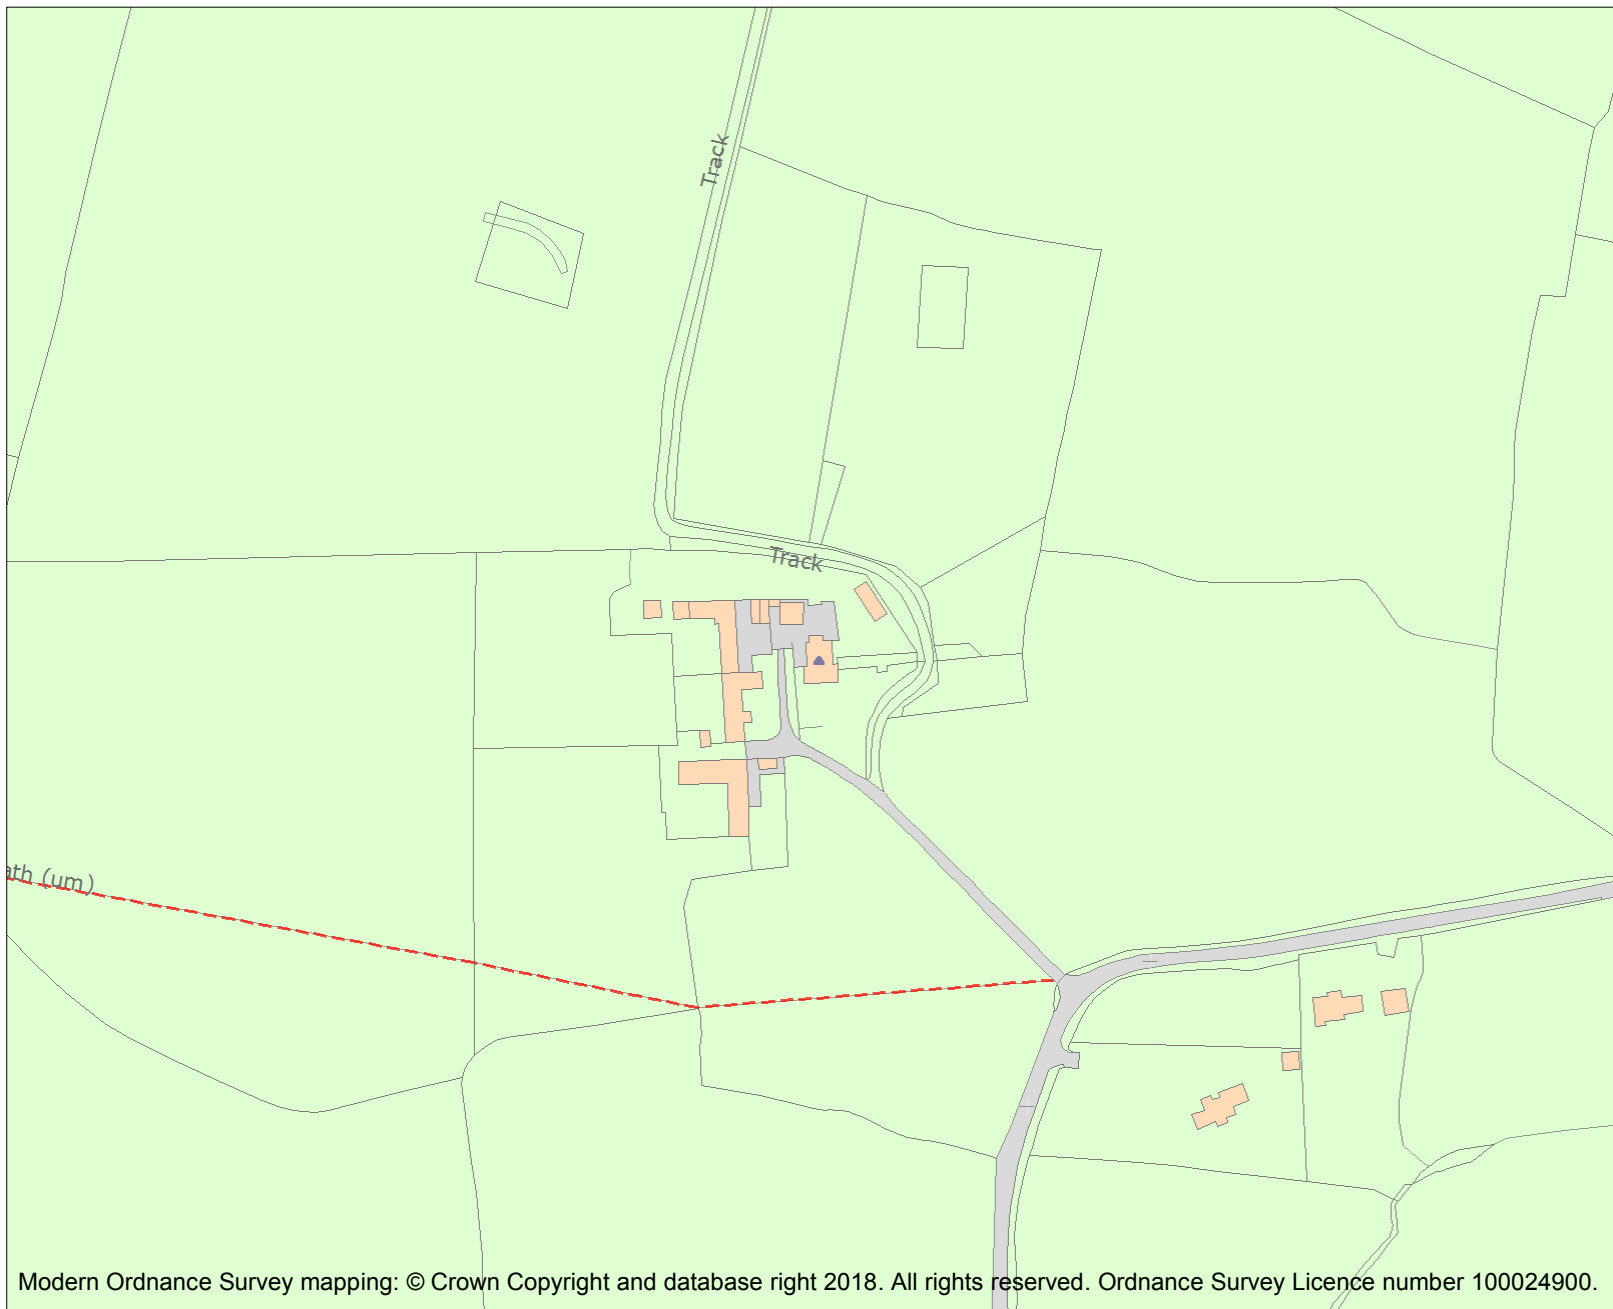 Track
Track
ath (um)
Modern Ordnance Survey mapping: © Crown Copyright and database right 2018. All rights reserved. Ordnance Survey Licence number 100024900.